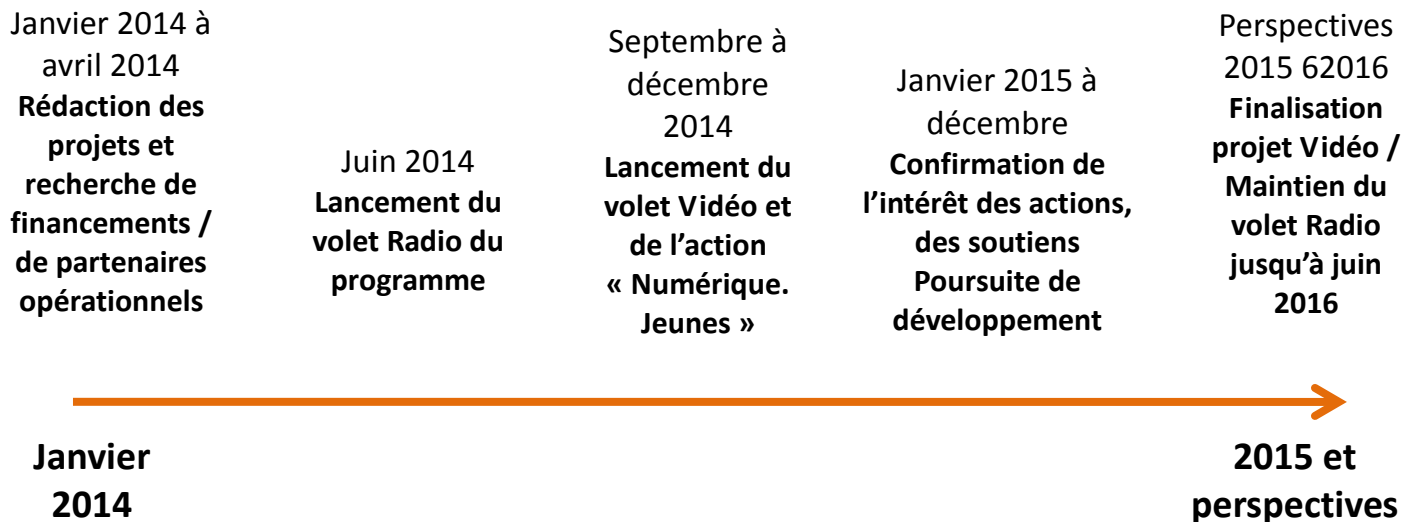 Janvier 2014 à
avril 2014
Rédaction des
projets et
recherche de
financements /
de partenaires
opérationnels
Juin 2014
Lancement du
volet Radio du
programme
Septembre à
décembre
2014
Lancement du
volet Vidéo et
de l’action
« Numérique.
Jeunes »
Janvier 2015 à
décembre
Confirmation de
l’intérêt des actions,
des soutiens
Poursuite de
développement
Perspectives
2015 62016
Finalisation
projet Vidéo /
Maintien du
volet Radio
jusqu’à juin
2016
Janvier
2014
2015 et
perspectives